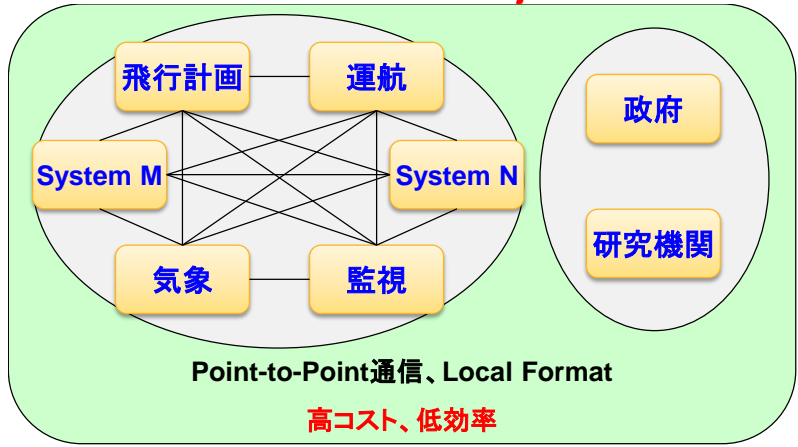 飛行計画
運航
政府
System M
System N
研究機関
気象
監視
Point-to-Point通信、Local Format
高コスト、低効率